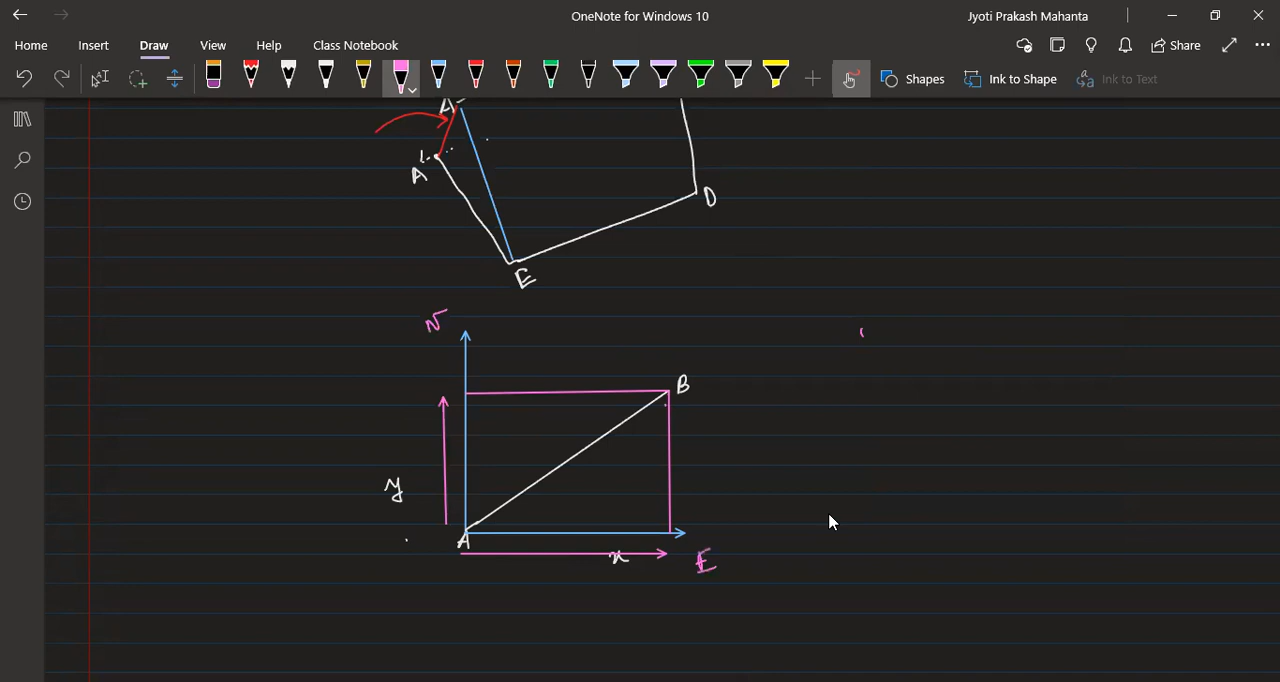 OneNote for Windows 10
Jyoti Prakash Mahanta
Home Insert Draw View Help Class Notebook
Share
Shapes Ink to Shape Ink to Text
A
A'
D
E
N
B
y
A
x
E